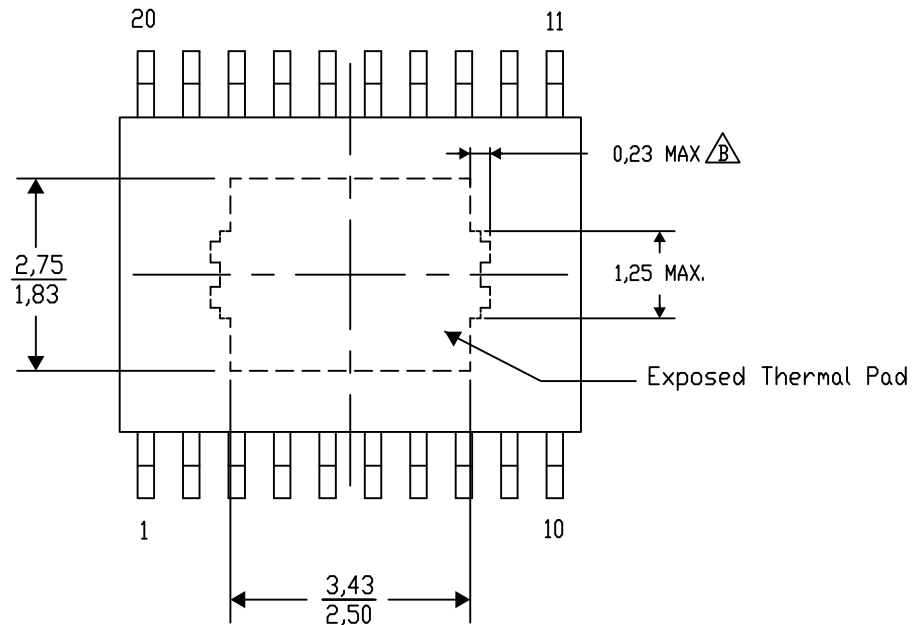 20
11
0,23 MAX B
2,75
1,83
1,25 MAX.
Exposed Thermal Pad
1
10
3,43
2,50